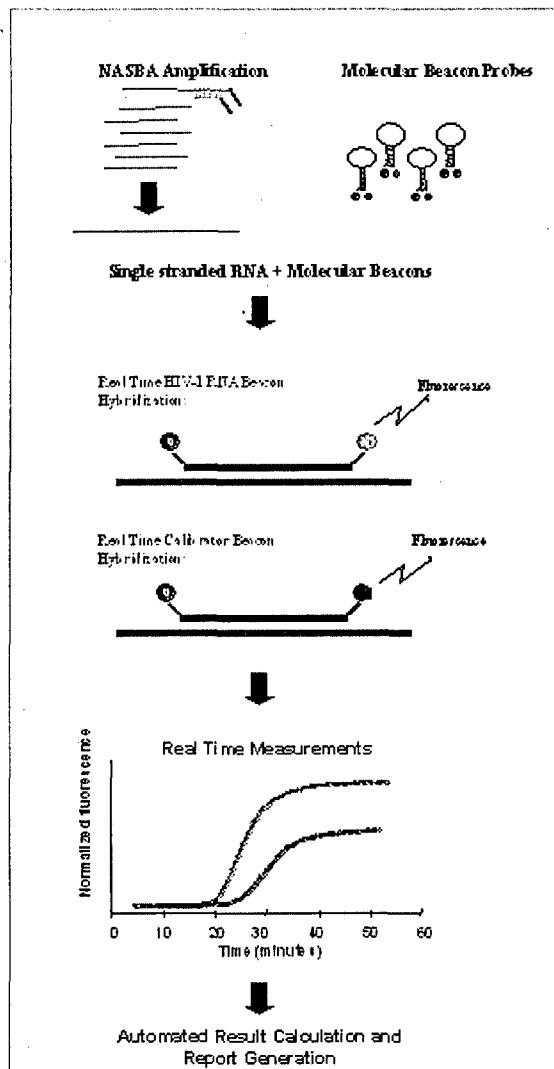 NASBA Amplification
Molecular Beacon Probes
Single stranded RNA + Molecular Beacons
Real Time HIV-1 RNA Beacon
Hybridization:
Fluorescence
Real Time Calibrator Beacon
Hybridization:
Fluorescence
Real Time Measurements
Normalized fluorescence
0 10 20 30 40 50 60
Time (minutes)
Automated Result Calculation and
Report Generation